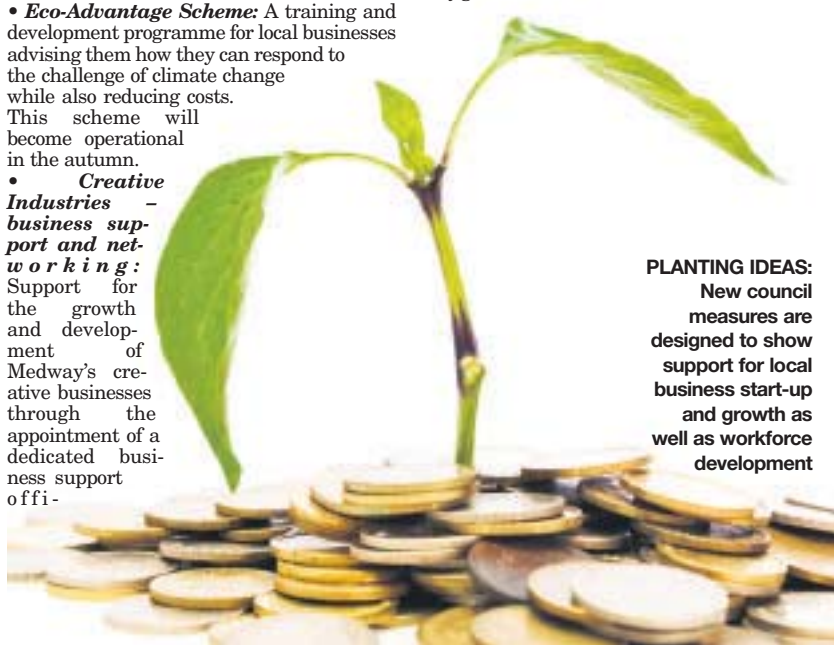 • Eco-Advantage Scheme: A training and
development programme for local businesses
advising them how they can respond to
the challenge of climate change
while also reducing costs.
This scheme will
become operational
in the autumn.
• Creative
Industries –
business sup-
port and net-
working:
Support for
the growth
and develop-
ment of
Medway's cre-
ative businesses
through the
appointment of a
dedicated busi-
ness support
offi-
PLANTING IDEAS:
New council
measures are
designed to show
support for local
business start-up
and growth as
well as workforce
development